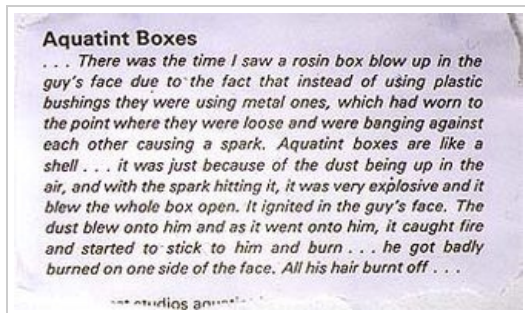 Aquatint Boxes
. . . There was the time I saw a rosin box blow up in the
guy's face due to the fact that instead of using plastic
bushings they were using metal ones, which had worn to
the point where they were loose and were banging against
each other causing a spark. Aquatint boxes are like a
shell . . . it was just because of the dust being up in the
air, and with the spark hitting it, it was very explosive and it
blew the whole box open. It ignited in the guy's face. The
dust blew onto him and as it went onto him, it caught fire
and started to stick to him and burn . . . he got badly
burned on one side of the face. All his hair burnt off . . .
studios